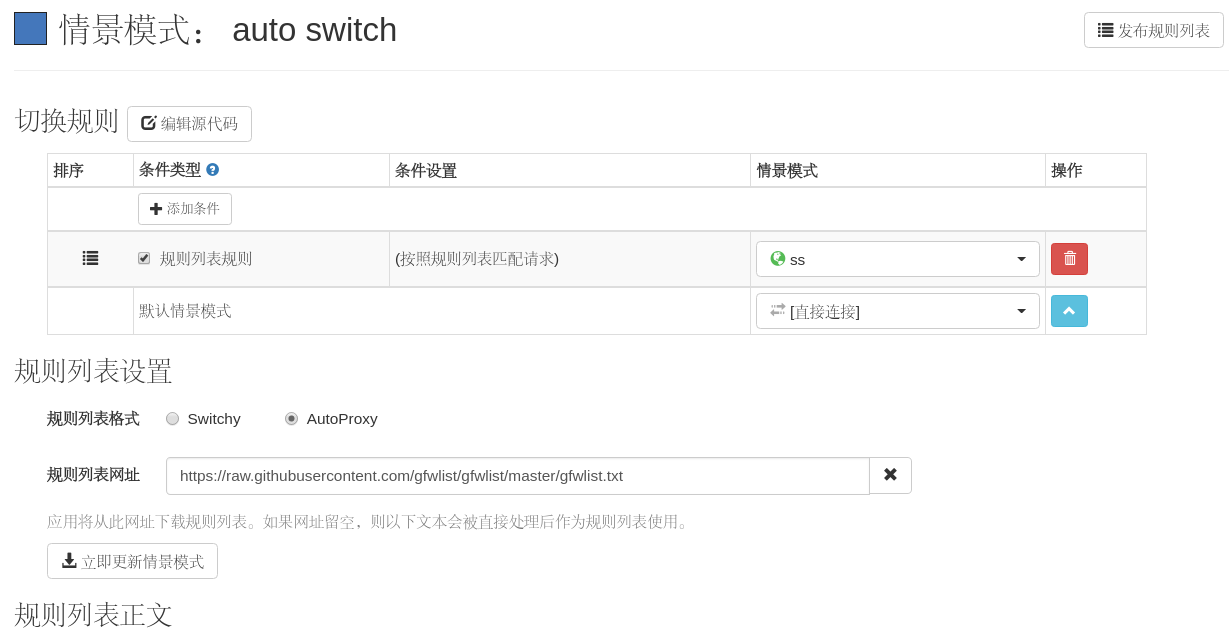 情景模式： auto switch
发布规则列表
切换规则 编辑源代码
排序 条件类型 条件设置 情景模式 操作
添加条件
规则列表规则 (按照规则列表匹配请求) ss
默认情景模式 [直接连接]
规则列表设置
规则列表格式 Switchy AutoProxy
规则列表网址 https://raw.githubusercontent.com/gfwlist/gfwlist/master/gfwlist.txt
应用将从此网址下载规则列表。如果网址留空，则以下文本会被直接处理后作为规则列表使用。
立即更新情景模式
规则列表正文